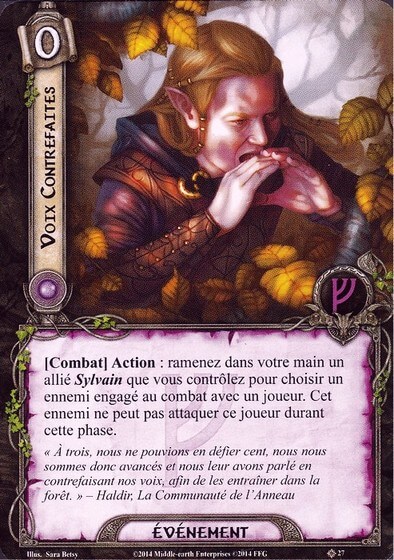 0
VOIX CONTREFAITES
[Combat] Action : ramenez dans votre main un
allié Sylvain que vous contrôlez pour choisir un
ennemi engagé au combat avec un joueur. Cet
ennemi ne peut pas attaquer ce joueur durant
cette phase.
« À trois, nous ne pouvions en défier cent, nous nous
sommes donc avancés et nous leur avons parlé en
contrefaisant nos voix, afin de les entraîner dans la
forêt. » – Haldir, La Communauté de l'Anneau
ÉVÉNEMENT
Illus. Sara Betsy
©2014 Middle-earth Enterprises ©2014 FFG
27